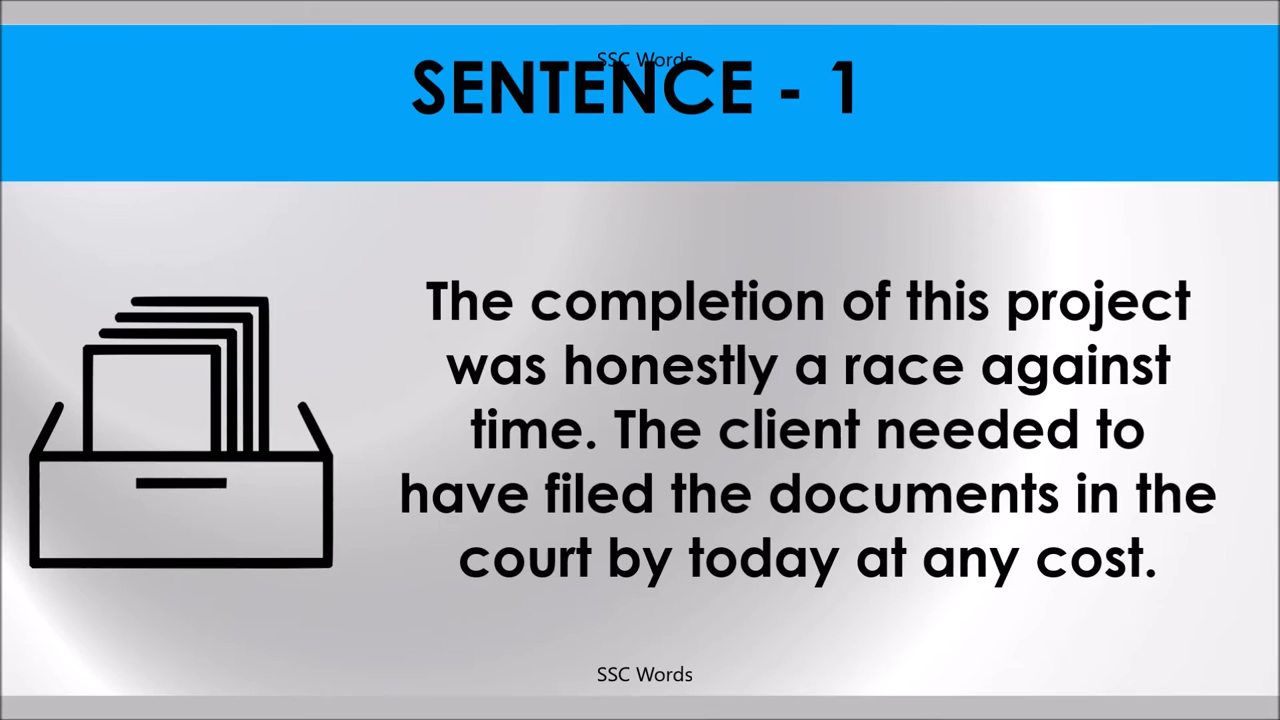 SSC Words
SENTENCE - 1
The completion of this project
was honestly a race against
time. The client needed to
have filed the documents in the
court by today at any cost.
SSC Words